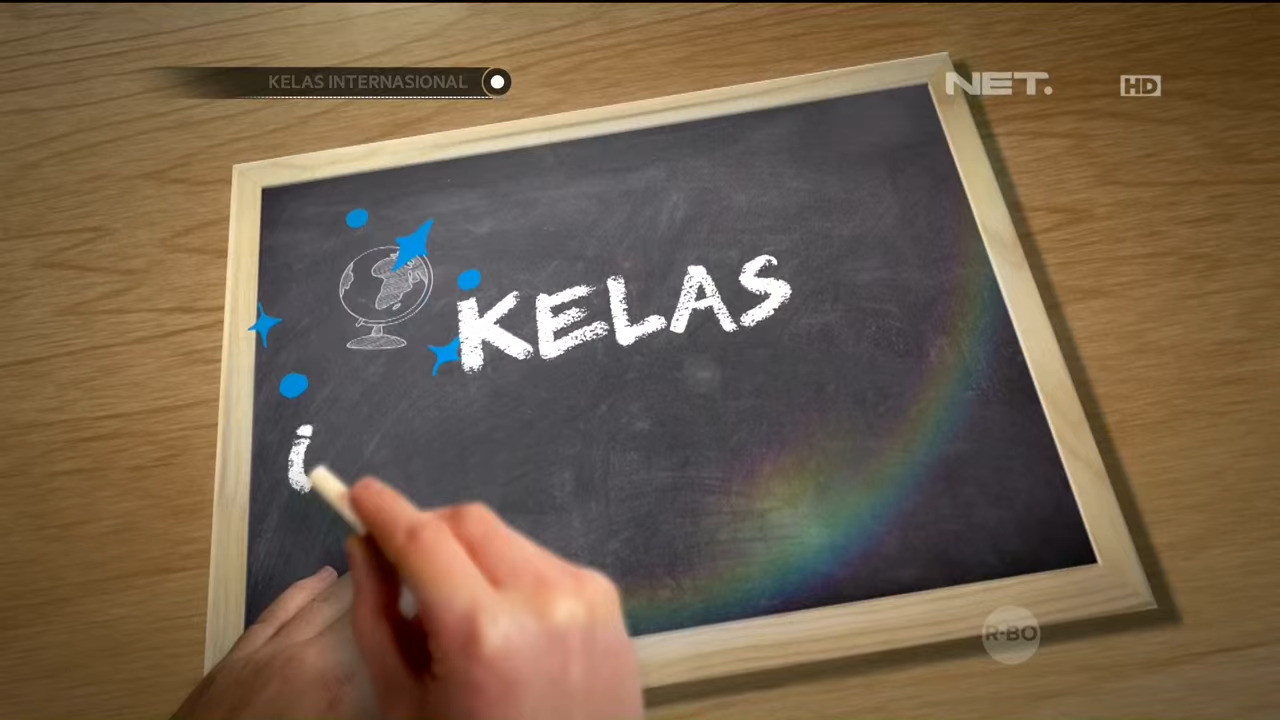 KELAS INTERNASIONAL
NET.
HD
KELAS
i
R-BO